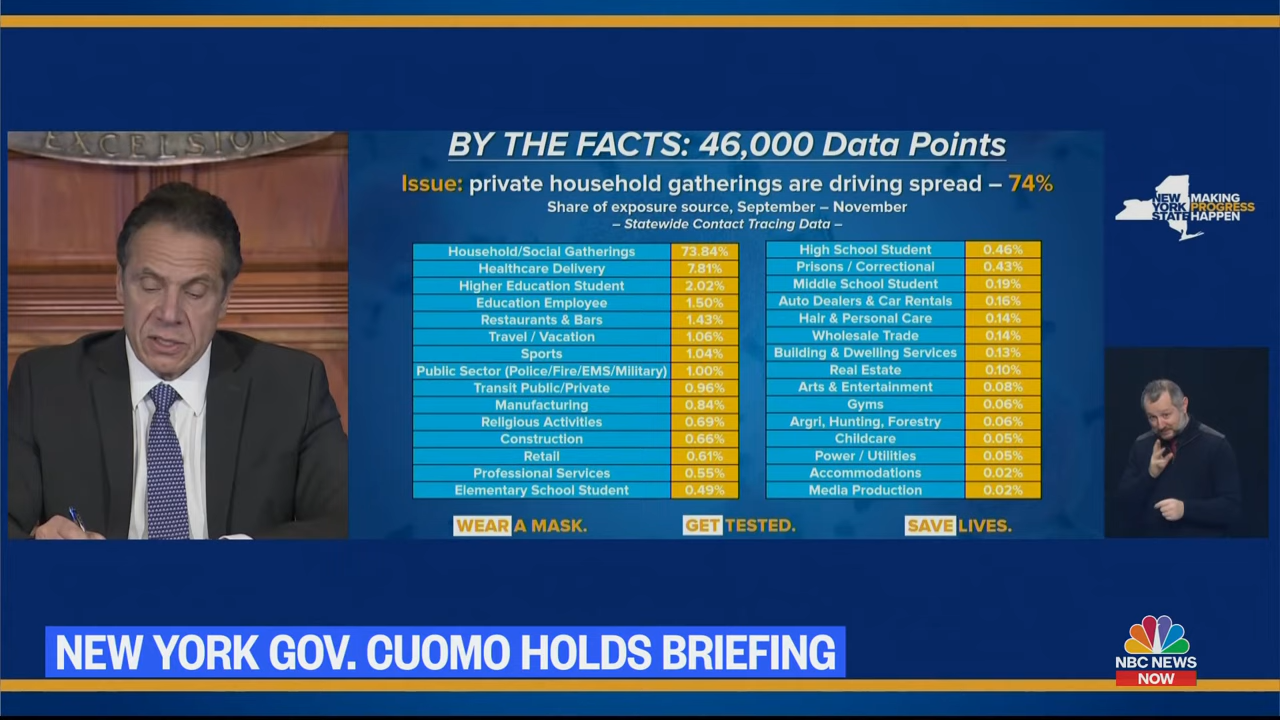 EXCELSIOR
BY THE FACTS: 46,000 Data Points
Issue: private household gatherings are driving spread – 74%
Share of exposure source, September – November
– Statewide Contact Tracing Data –
Household/Social Gatherings 73.84%
Healthcare Delivery 7.81%
Higher Education Student 2.02%
Education Employee 1.50%
Restaurants & Bars 1.43%
Travel / Vacation 1.06%
Sports 1.04%
Public Sector (Police/Fire/EMS/Military) 1.00%
Transit Public/Private 0.96%
Manufacturing 0.84%
Religious Activities 0.69%
Construction 0.66%
Retail 0.61%
Professional Services 0.55%
Elementary School Student 0.49%
High School Student 0.46%
Prisons / Correctional 0.43%
Middle School Student 0.19%
Auto Dealers & Car Rentals 0.16%
Hair & Personal Care 0.14%
Wholesale Trade 0.14%
Building & Dwelling Services 0.13%
Real Estate 0.10%
Arts & Entertainment 0.08%
Gyms 0.06%
Argri, Hunting, Forestry 0.06%
Childcare 0.05%
Power / Utilities 0.05%
Accommodations 0.02%
Media Production 0.02%
WEAR A MASK. GET TESTED. SAVE LIVES.
NEW YORK STATE
MAKING PROGRESS HAPPEN
NEW YORK GOV. CUOMO HOLDS BRIEFING
NBC NEWS
NOW